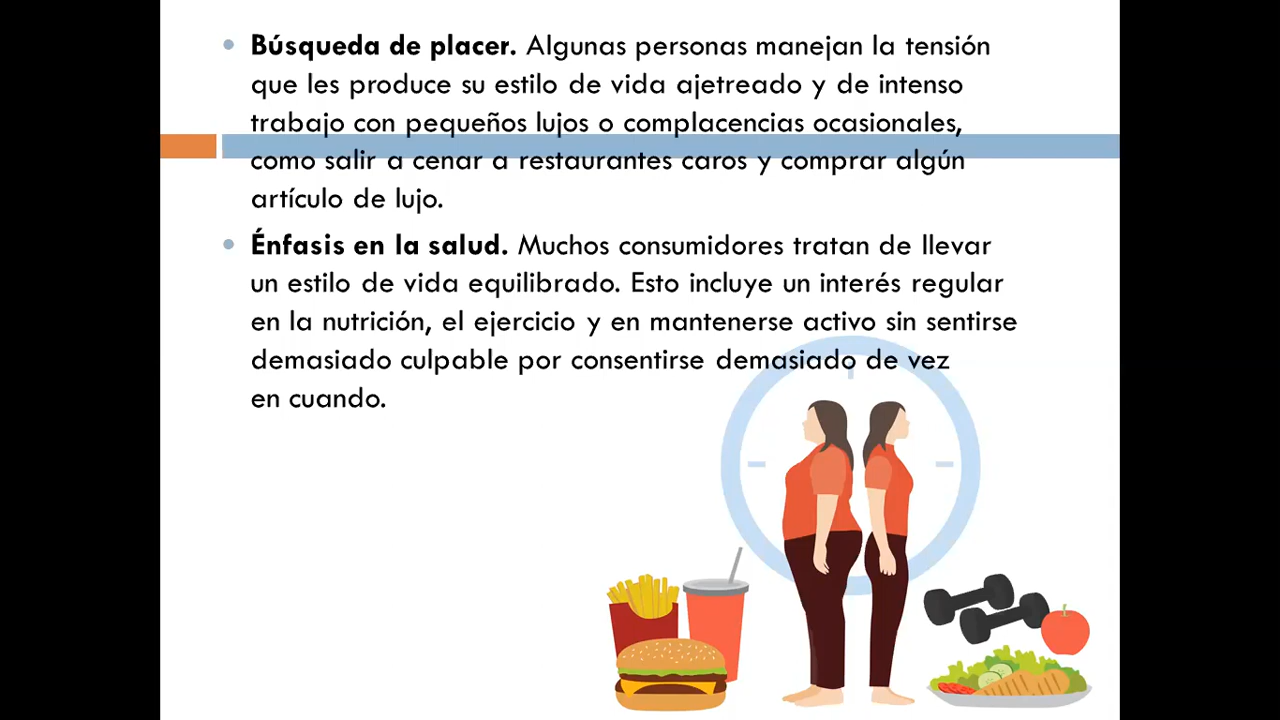 • Búsqueda de placer. Algunas personas manejan la tensión
que les produce su estilo de vida ajetreado y de intenso
trabajo con pequeños lujos o complacencias ocasionales,
como salir a cenar a restaurantes caros y comprar algún
artículo de lujo.
• Énfasis en la salud. Muchos consumidores tratan de llevar
un estilo de vida equilibrado. Esto incluye un interés regular
en la nutrición, el ejercicio y en mantenerse activo sin sentirse
demasiado culpable por consentirse demasiado de vez
en cuando.